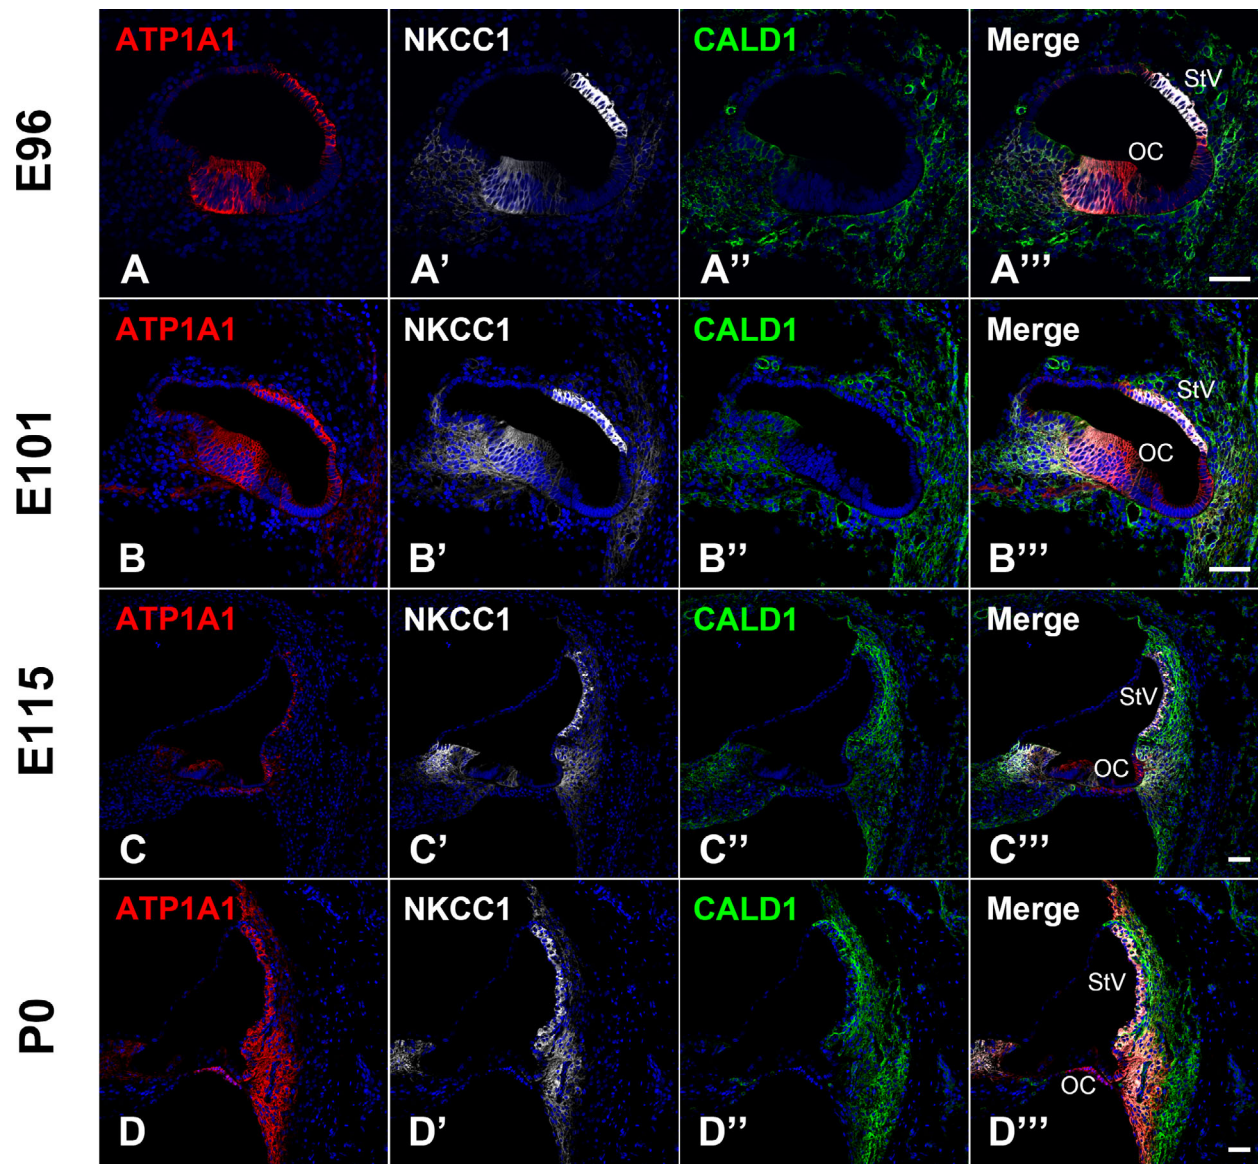 E96
ATP1A1
NKCC1
CALD1
Merge
StV
OC
A
A’
A’’
A’’’
E101
ATP1A1
NKCC1
CALD1
Merge
StV
OC
B
B’
B’’
B’’’
E115
ATP1A1
NKCC1
CALD1
Merge
StV
OC
C
C’
C’’
C’’’
P0
ATP1A1
NKCC1
CALD1
Merge
StV
OC
D
D’
D’’
D’’’